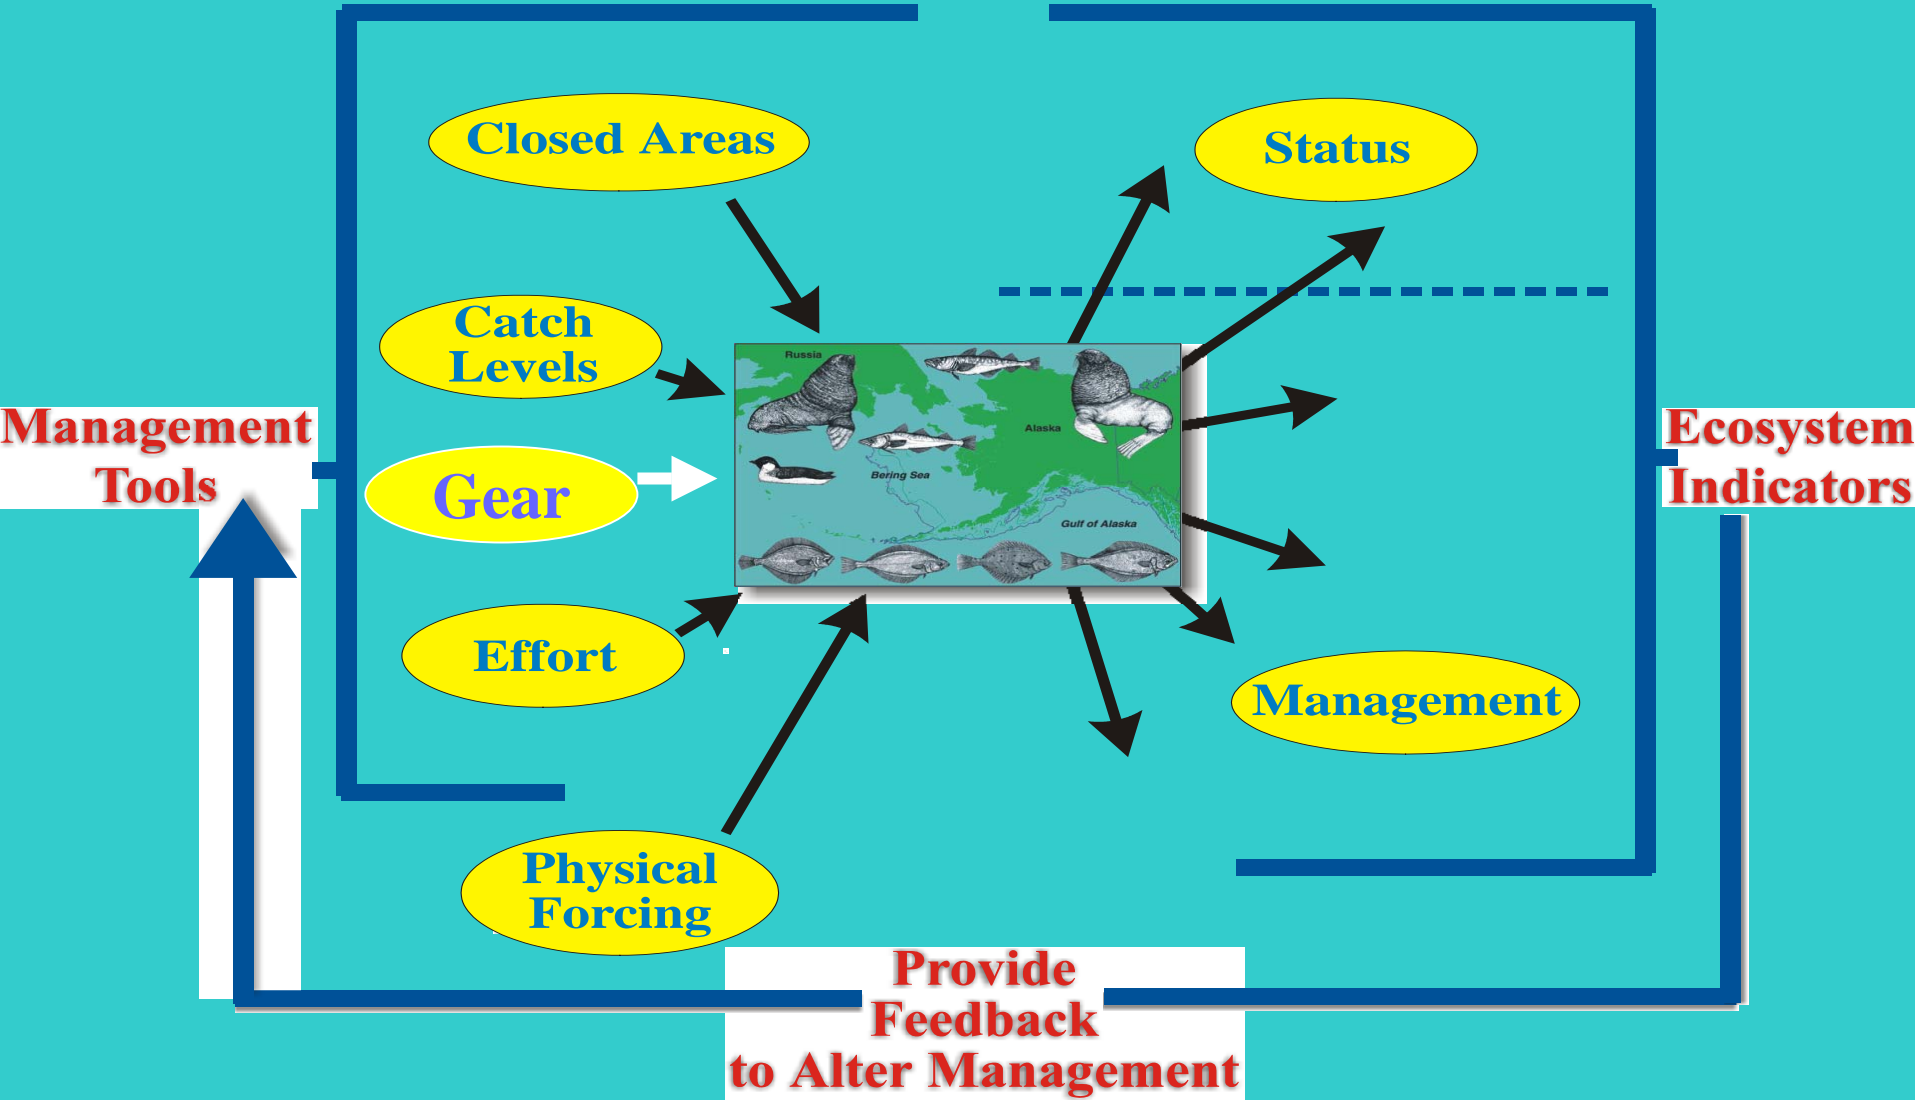 Closed Areas
Status
Catch
Levels
Russia
Management
Tools
Alaska
Ecosystem
Indicators
Gear
Bering Sea
Gulf of Alaska
Effort
Management
Physical
Forcing
Provide
Feedback
to Alter Management